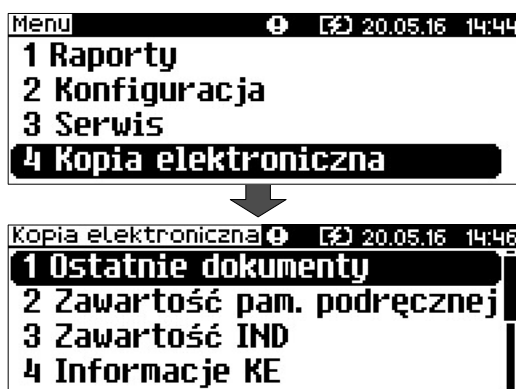 Menu 20.05.16 14:44
1 Raporty
2 Konfiguracja
3 Serwis
4 Kopia elektroniczna
Kopia elektroniczna 20.05.16 14:46
1 Ostatnie dokumenty
2 Zawartość pam. podręcznej
3 Zawartość IND
4 Informacje KE